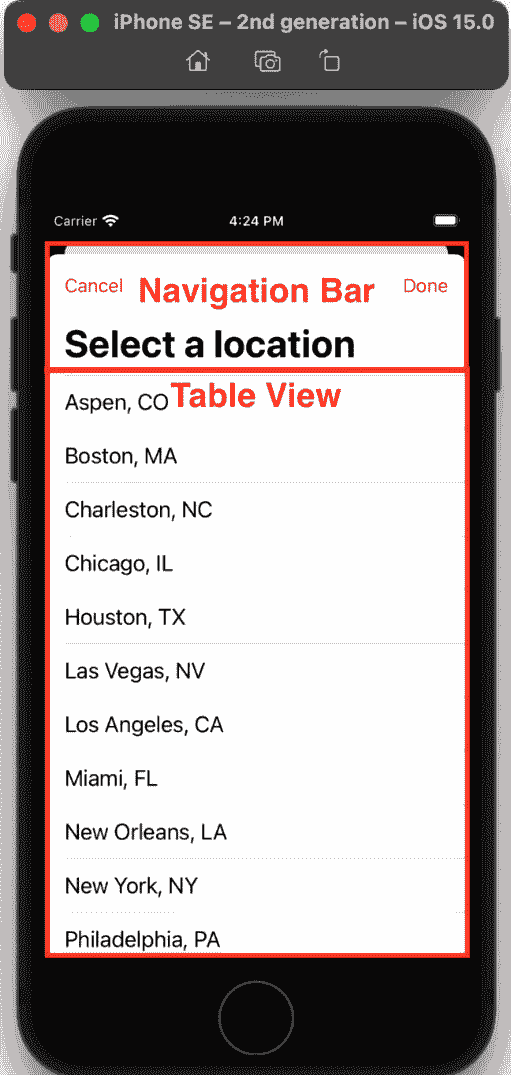 iPhone SE – 2nd generation – iOS 15.0
Carrier 4:24 PM
Cancel Navigation Bar Done
Select a location
Table View
Aspen, CO
Boston, MA
Charleston, NC
Chicago, IL
Houston, TX
Las Vegas, NV
Los Angeles, CA
Miami, FL
New Orleans, LA
New York, NY
Philadelphia, PA